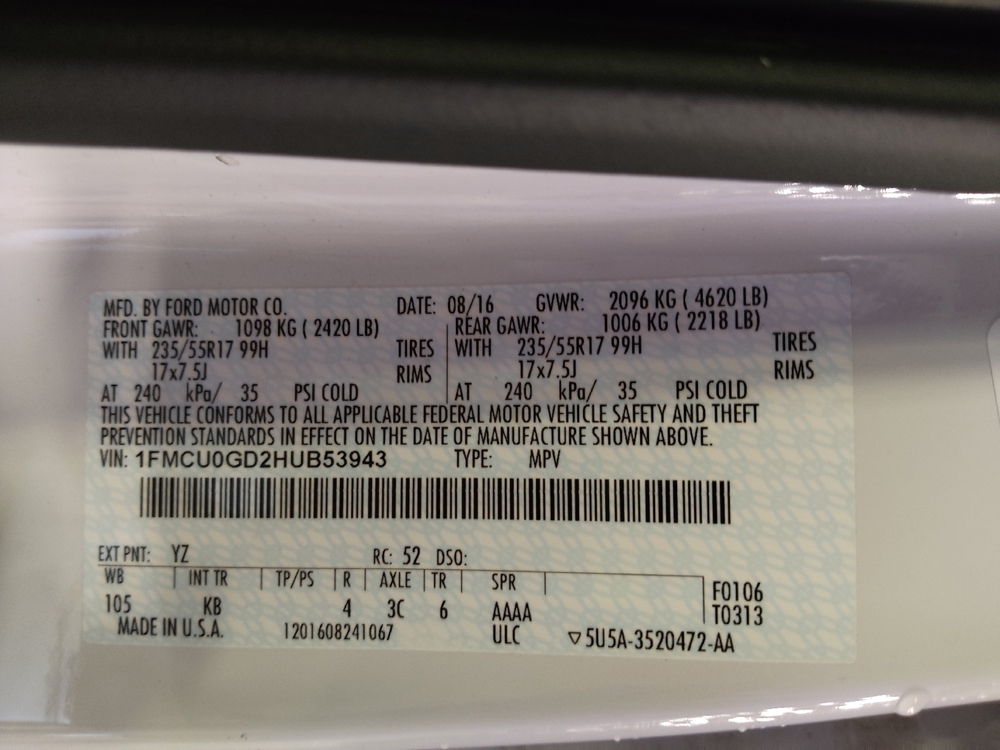 MFD. BY FORD MOTOR CO. DATE: 08/16 GVWR: 2096 KG ( 4620 LB)
FRONT GAWR: 1098 KG ( 2420 LB) REAR GAWR: 1006 KG ( 2218 LB)
WITH 235/55R17 99H TIRES WITH 235/55R17 99H TIRES
17x7.5J RIMS 17x7.5J RIMS
AT 240 kPa/ 35 PSI COLD AT 240 kPa/ 35 PSI COLD
THIS VEHICLE CONFORMS TO ALL APPLICABLE FEDERAL MOTOR VEHICLE SAFETY AND THEFT
PREVENTION STANDARDS IN EFFECT ON THE DATE OF MANUFACTURE SHOWN ABOVE.
VIN: 1FMCU0GD2HUB53943 TYPE: MPV
EXT PNT: YZ RC: 52 DSO:
WB INT TR TP/PS R AXLE TR SPR
105 KB 4 3C 6 AAAA F0106
T0313
MADE IN U.S.A. 1201608241067 ULC ▽5U5A-3520472-AA